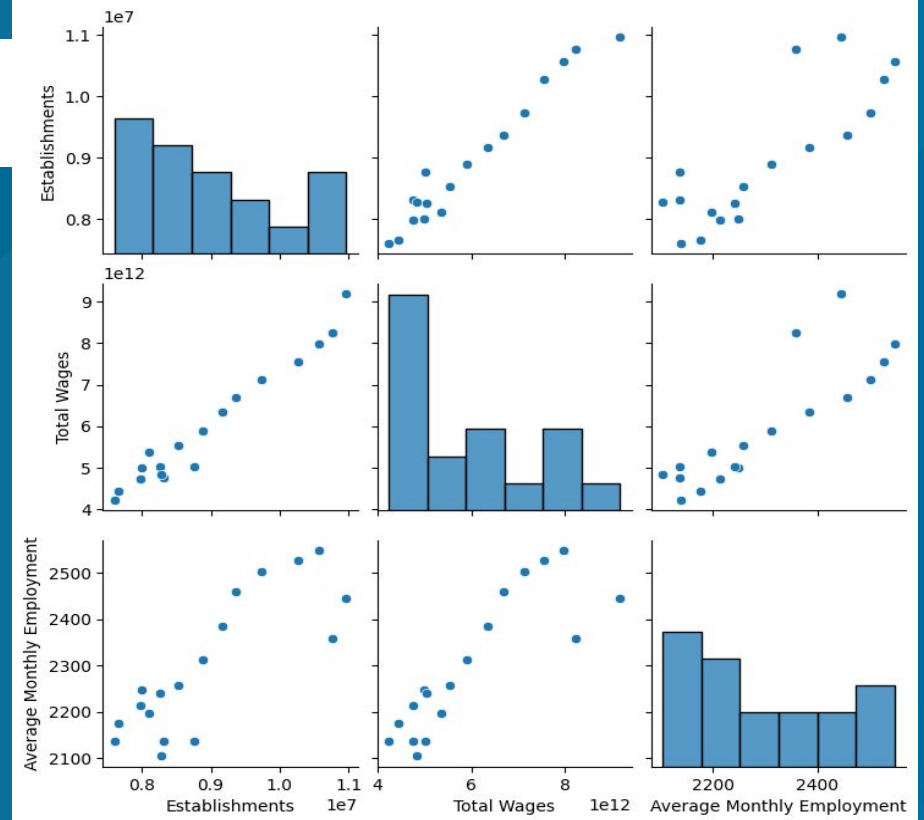 1e7
1.1
1.0
0.9
0.8
Establishments
1e12
9
8
7
6
5
4
Total Wages
2500
2400
2300
2200
2100
Average Monthly Employment
0.8 0.9 1.0 1.1
Establishments 1e7
4 6 8
Total Wages 1e12
2200 2400
Average Monthly Employment